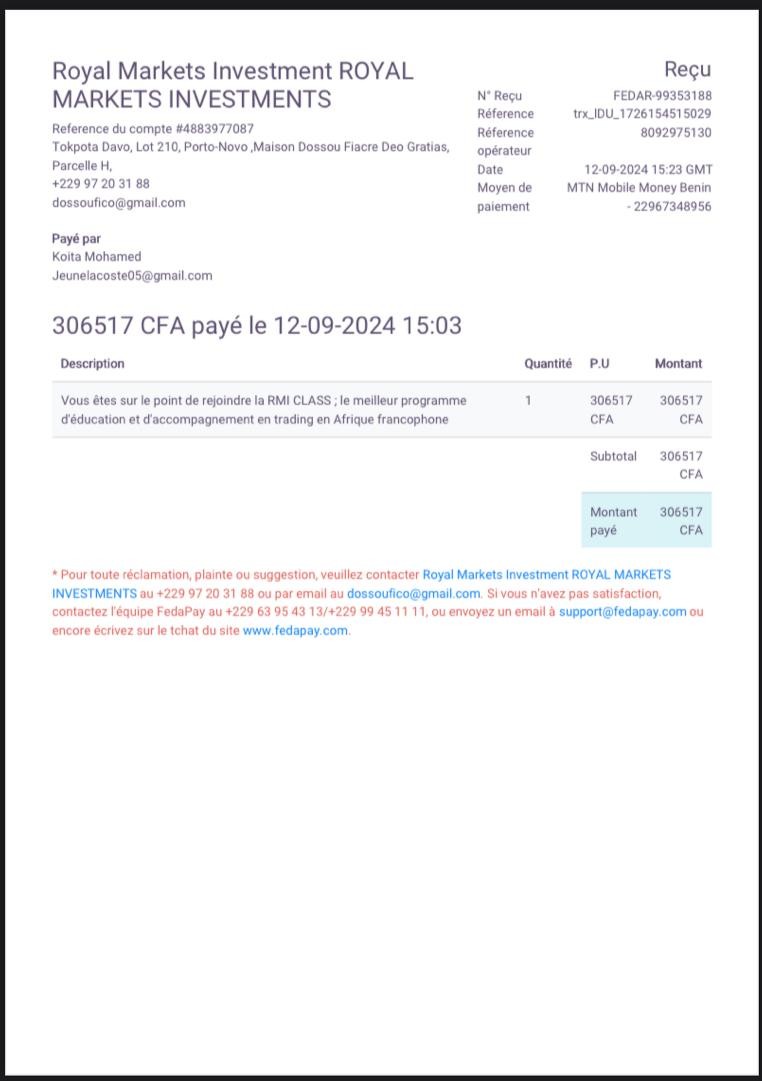 Royal Markets Investment ROYAL
MARKETS INVESTMENTS
Reference du compte #4883977087
Tokpota Davo, Lot 210, Porto-Novo ,Maison Dossou Fiacre Deo Gratias,
Parcelle H,
+229 97 20 31 88
dossoufico@gmail.com
Reçu
N° Reçu FEDAR-99353188
Réference trx_IDU_1726154515029
Réference 8092975130
opérateur
Date 12-09-2024 15:23 GMT
Moyen de MTN Mobile Money Benin
paiement - 22967348956
Payé par
Koita Mohamed
Jeunelacoste05@gmail.com
306517 CFA payé le 12-09-2024 15:03
Description Quantité P.U Montant
Vous êtes sur le point de rejoindre la RMI CLASS ; le meilleur programme 1 306517 306517
d'éducation et d'accompagnement en trading en Afrique francophone CFA CFA
Subtotal 306517
CFA
Montant 306517
payé CFA
* Pour toute réclamation, plainte ou suggestion, veuillez contacter Royal Markets Investment ROYAL MARKETS
INVESTMENTS au +229 97 20 31 88 ou par email au dossoufico@gmail.com. Si vous n'avez pas satisfaction,
contactez l'équipe FedaPay au +229 63 95 43 13/+229 99 45 11 11, ou envoyez un email à support@fedapay.com ou
encore écrivez sur le tchat du site www.fedapay.com.